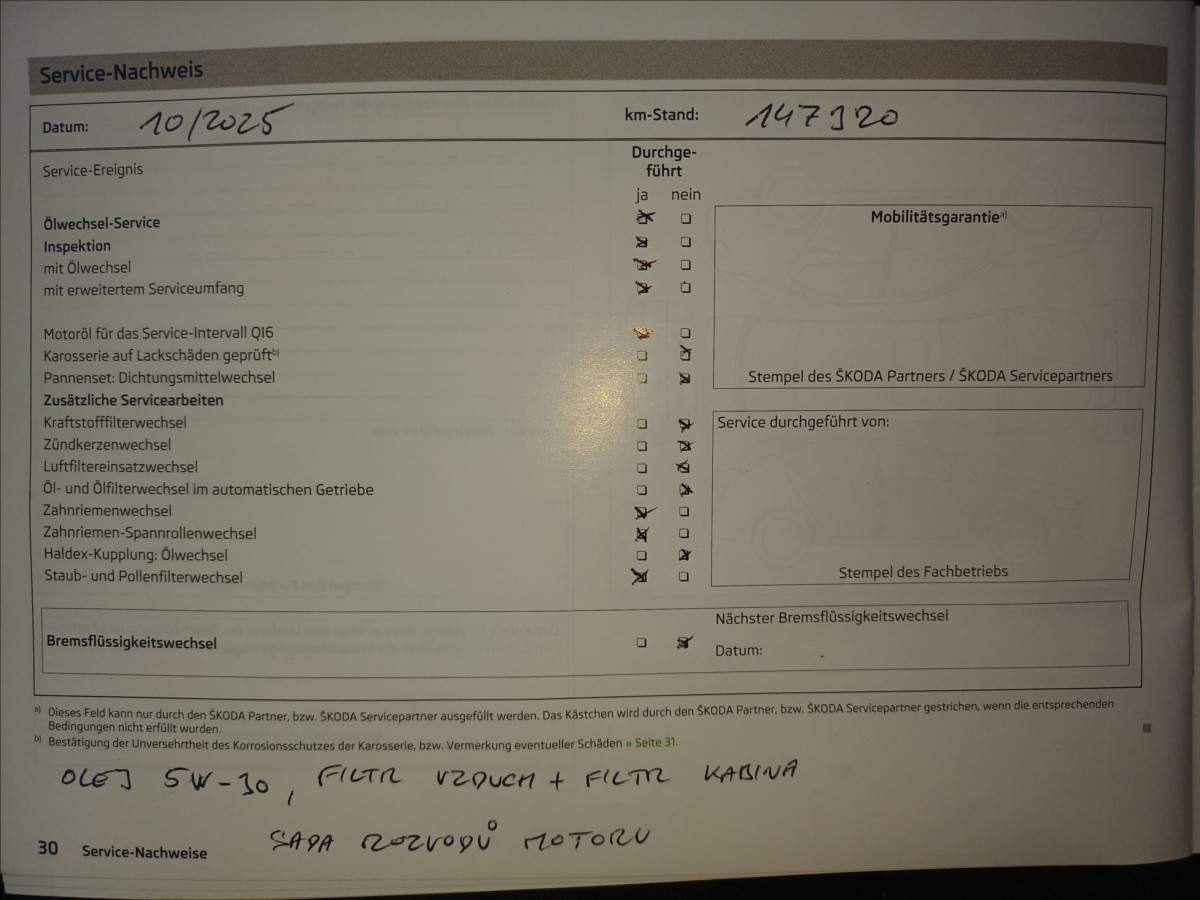 Service-Nachweis
Datum: 10/2025 km-Stand: 147320
Service-Ereignis
Durchge-
führt
ja nein
Ölwechsel-Service
Inspektion
mit Ölwechsel
mit erweitertem Serviceumfang
Motoröl für das Service-Intervall QI6
Karosserie auf Lackschäden geprüft b)
Pannenset: Dichtungsmittelwechsel
Zusätzliche Servicearbeiten
Kraftstofffilterwechsel
Zündkerzenwechsel
Luftfiltereinsatzwechsel
Öl- und Ölfilterwechsel im automatischen Getriebe
Zahnriemenwechsel
Zahnriemen-Spannrollenwechsel
Haldex-Kupplung: Ölwechsel
Staub- und Pollenfilterwechsel
Mobilitätsgarantie a)
Stempel des ŠKODA Partners / ŠKODA Servicepartners
Service durchgeführt von:
Stempel des Fachbetriebs
Bremsflüssigkeitswechsel
Nächster Bremsflüssigkeitswechsel
Datum:
a) Dieses Feld kann nur durch den ŠKODA Partner, bzw. ŠKODA Servicepartner ausgefüllt werden. Das Kästchen wird durch den ŠKODA Partner, bzw. ŠKODA Servicepartner gestrichen, wenn die entsprechenden
Bedingungen nicht erfüllt wurden.
b) Bestätigung der Unversehrtheit des Korrosionsschutzes der Karosserie, bzw. Vermerkung eventueller Schäden » Seite 31.
OLEJ 5W-30, FILTR VZDUCH + FILTR KABINA
SADA ROZVODŮ MOTORU
30 Service-Nachweise